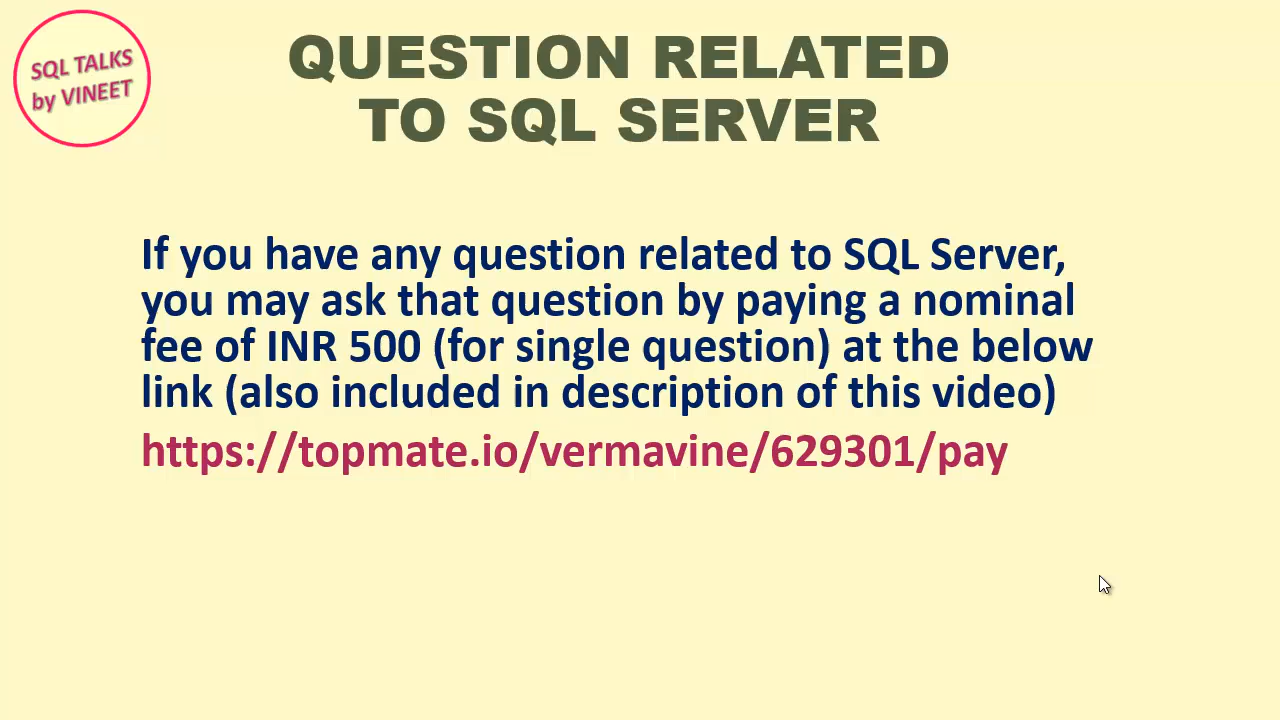 SQL TALKS
by VINEET
QUESTION RELATED
TO SQL SERVER
If you have any question related to SQL Server,
you may ask that question by paying a nominal
fee of INR 500 (for single question) at the below
link (also included in description of this video)
https://topmate.io/vermavine/629301/pay